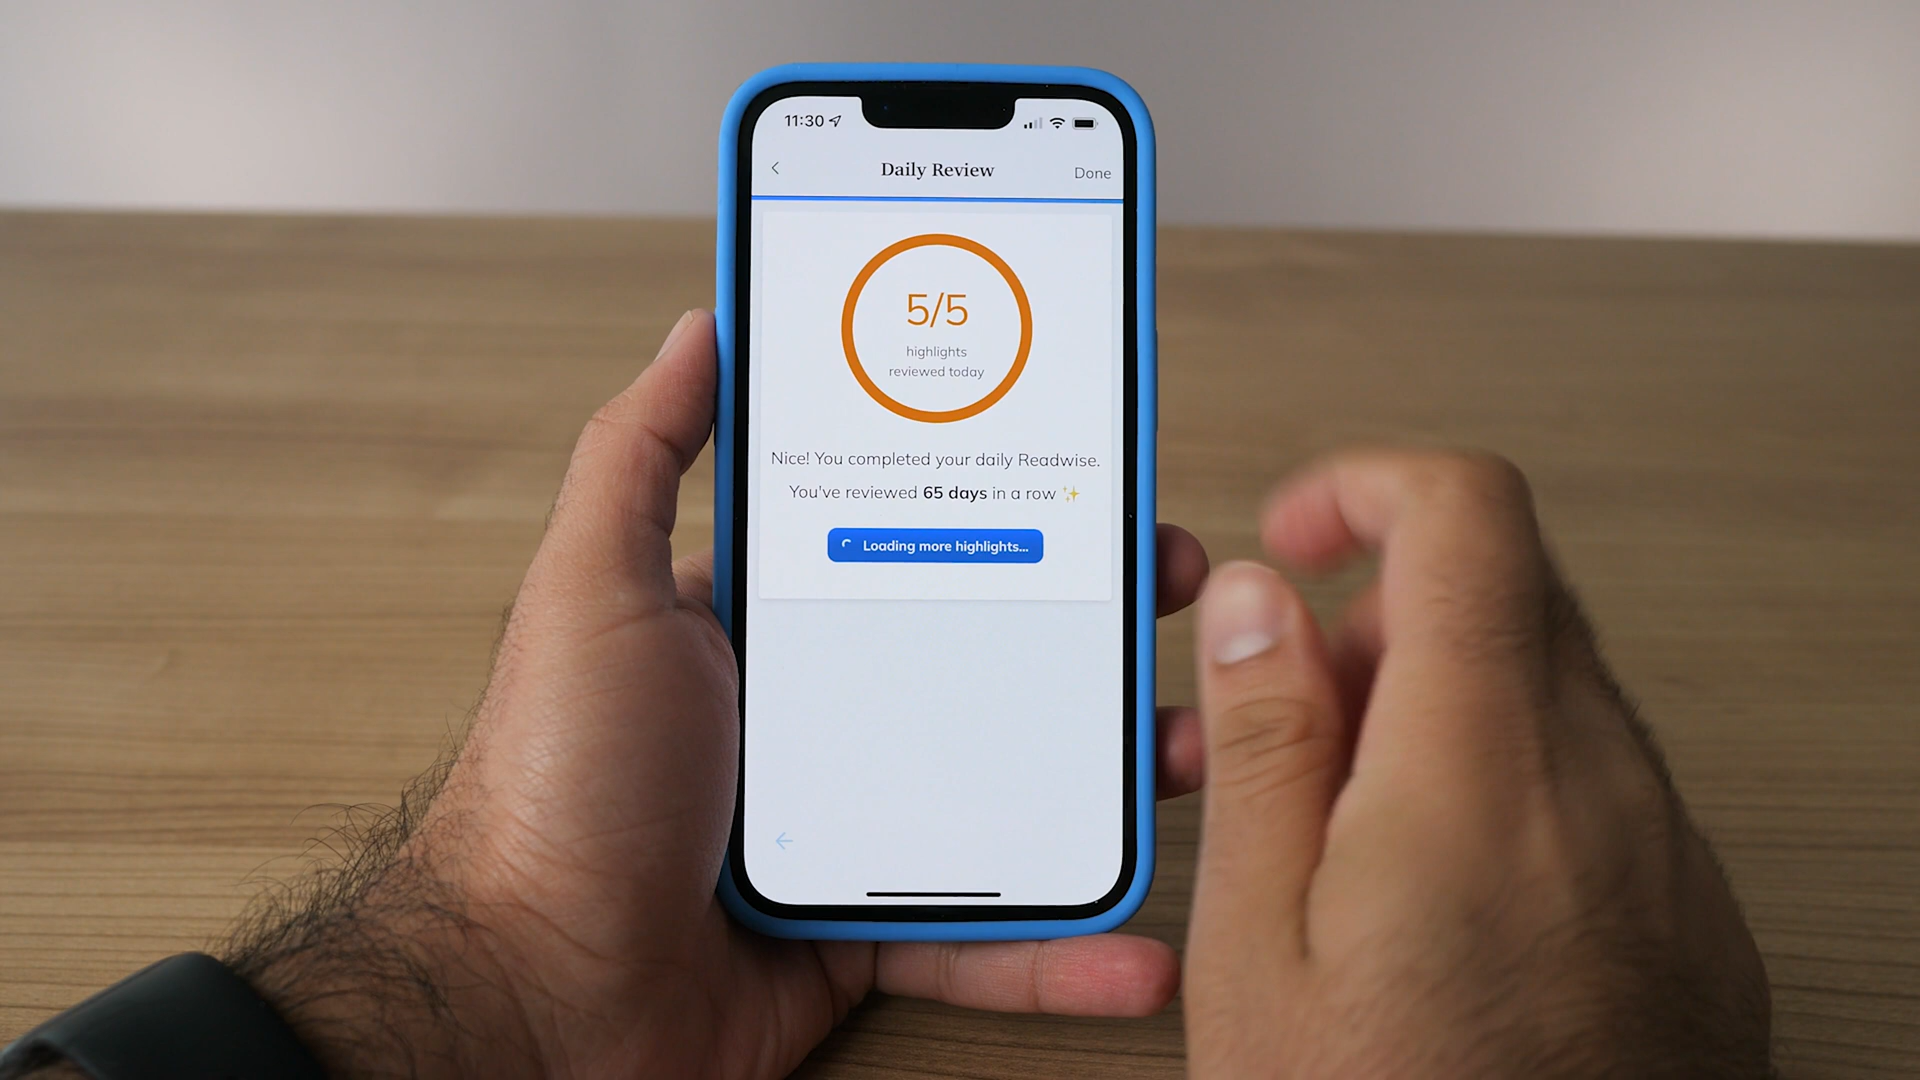 11:30
Daily Review
Done
5/5
highlights
reviewed today
Nice! You completed your daily Readwise.
You've reviewed 65 days in a row ✨
Loading more highlights...